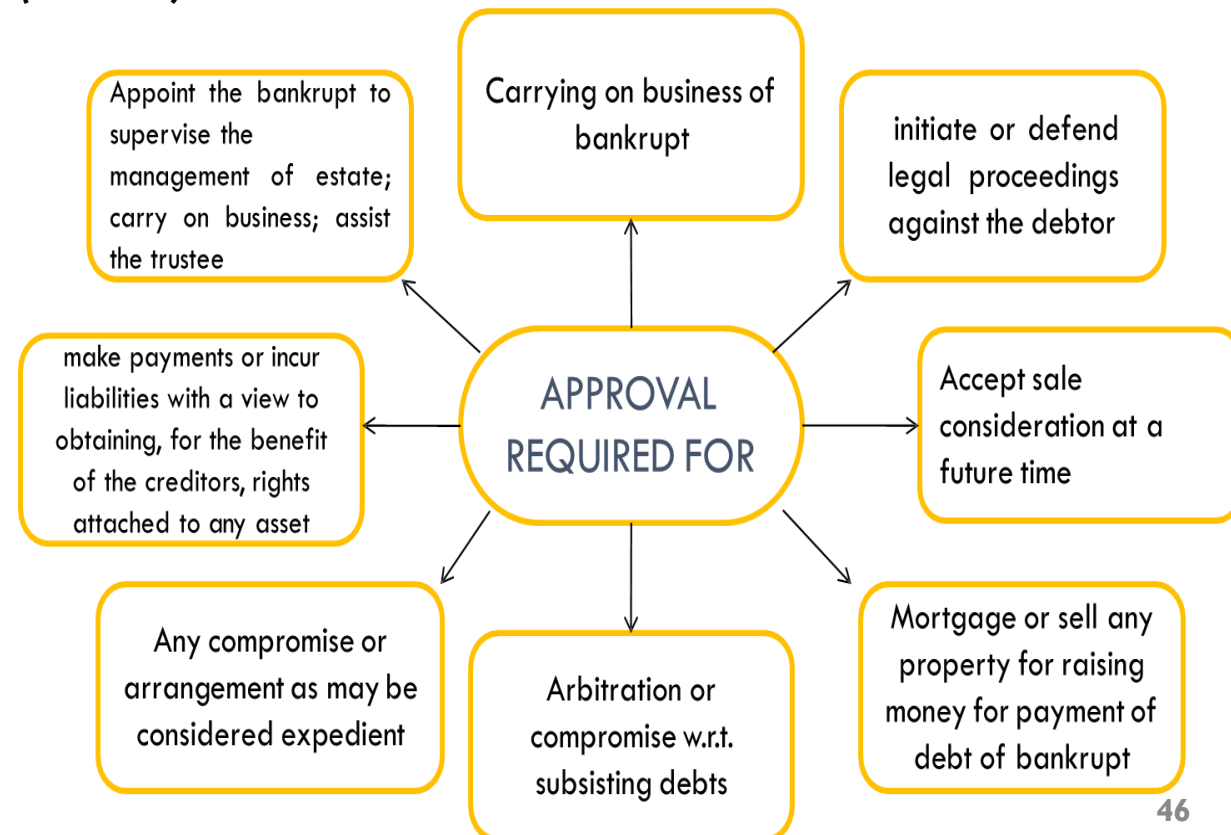 Carrying on business of
bankrupt
Appoint the bankrupt to
supervise the
management of estate;
carry on business; assist
the trustee
initiate or defend
legal proceedings
against the debtor
make payments or incur
liabilities with a view to
obtaining, for the benefit
of the creditors, rights
attached to any asset
APPROVAL
REQUIRED FOR
Accept sale
consideration at a
future time
Any compromise or
arrangement as may be
considered expedient
Arbitration or
compromise w.r.t.
subsisting debts
Mortgage or sell any
property for raising
money for payment of
debt of bankrupt
46